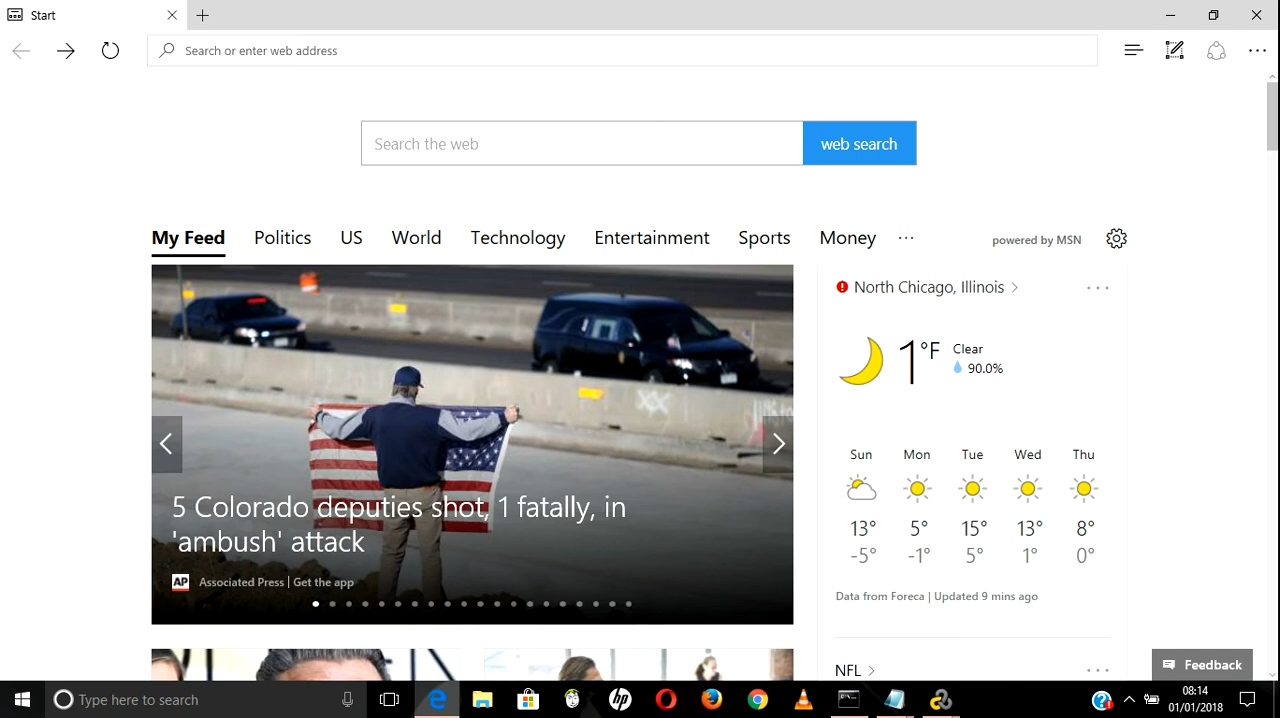 Start
Search or enter web address
Search the web
web search
My Feed Politics US World Technology Entertainment Sports Money ... powered by MSN
5 Colorado deputies shot, 1 fatally, in
'ambush' attack
AP Associated Press | Get the app
North Chicago, Illinois
1°F
Clear
90.0%
Sun Mon Tue Wed Thu
13° 5° 15° 13° 8°
-5° -1° 5° 1° 0°
Data from Foreca | Updated 9 mins ago
NFL
Feedback
Type here to search
hp
08:14
01/01/2018